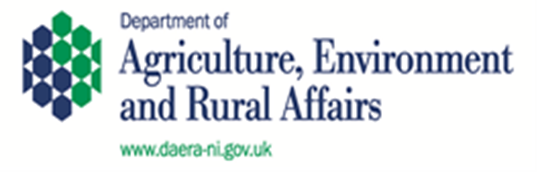 Department of
Agriculture, Environment
and Rural Affairs
www.daera-ni.gov.uk